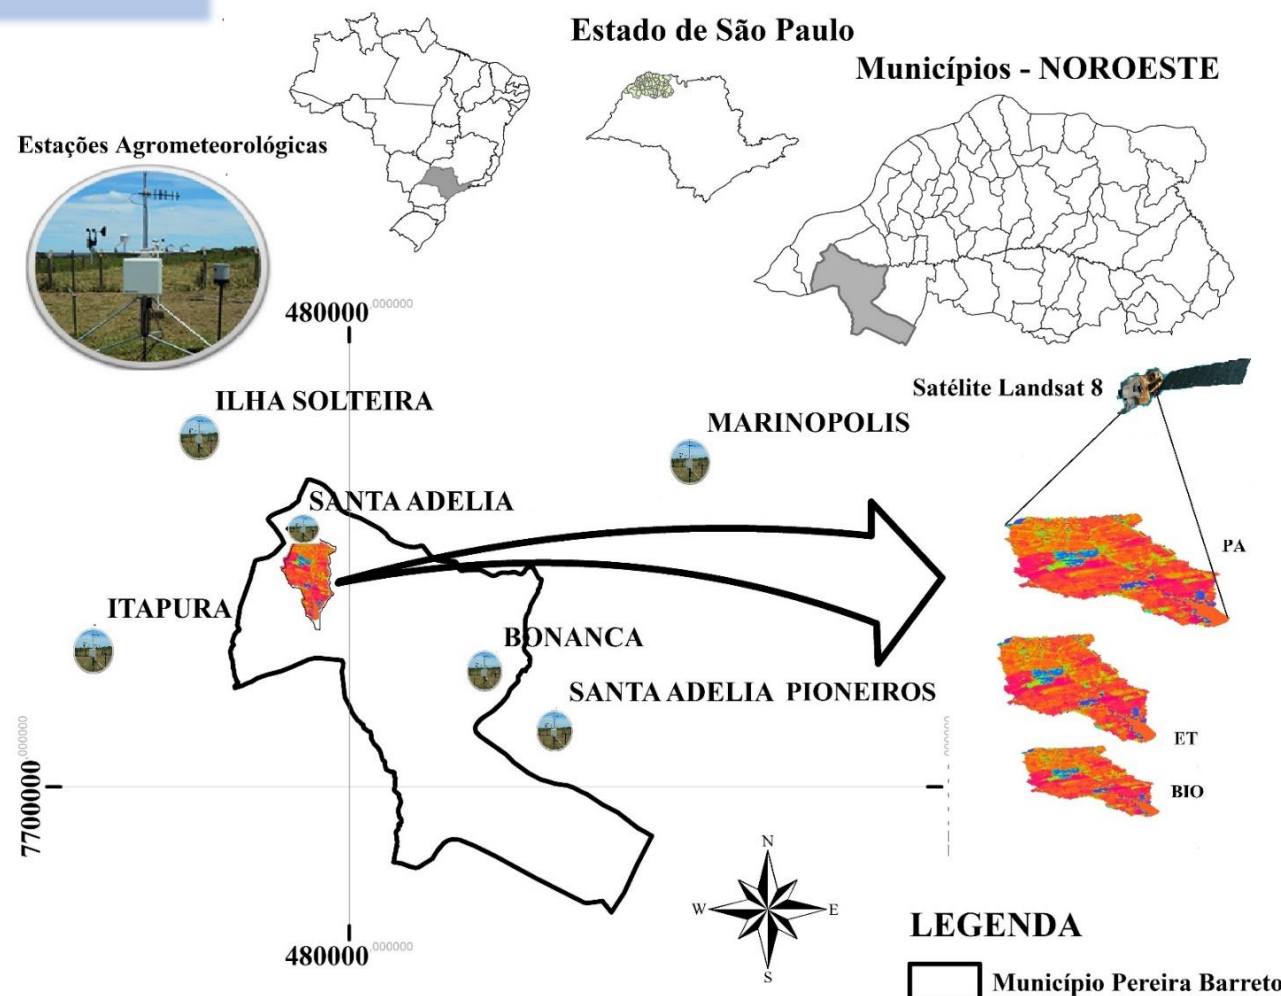 Estado de São Paulo
Municípios - NOROESTE
Estações Agrometeorológicas
480000,000000
Satélite Landsat 8
ILHA SOLTEIRA
MARINOPOLIS
SANTA ADELIA
PA
ITAPURA
BONANCA
SANTA ADELIA PIONEIROS
ET
BIO
7700000,000000
N
W
E
S
480000,000000
LEGENDA
Município Pereira Barreto